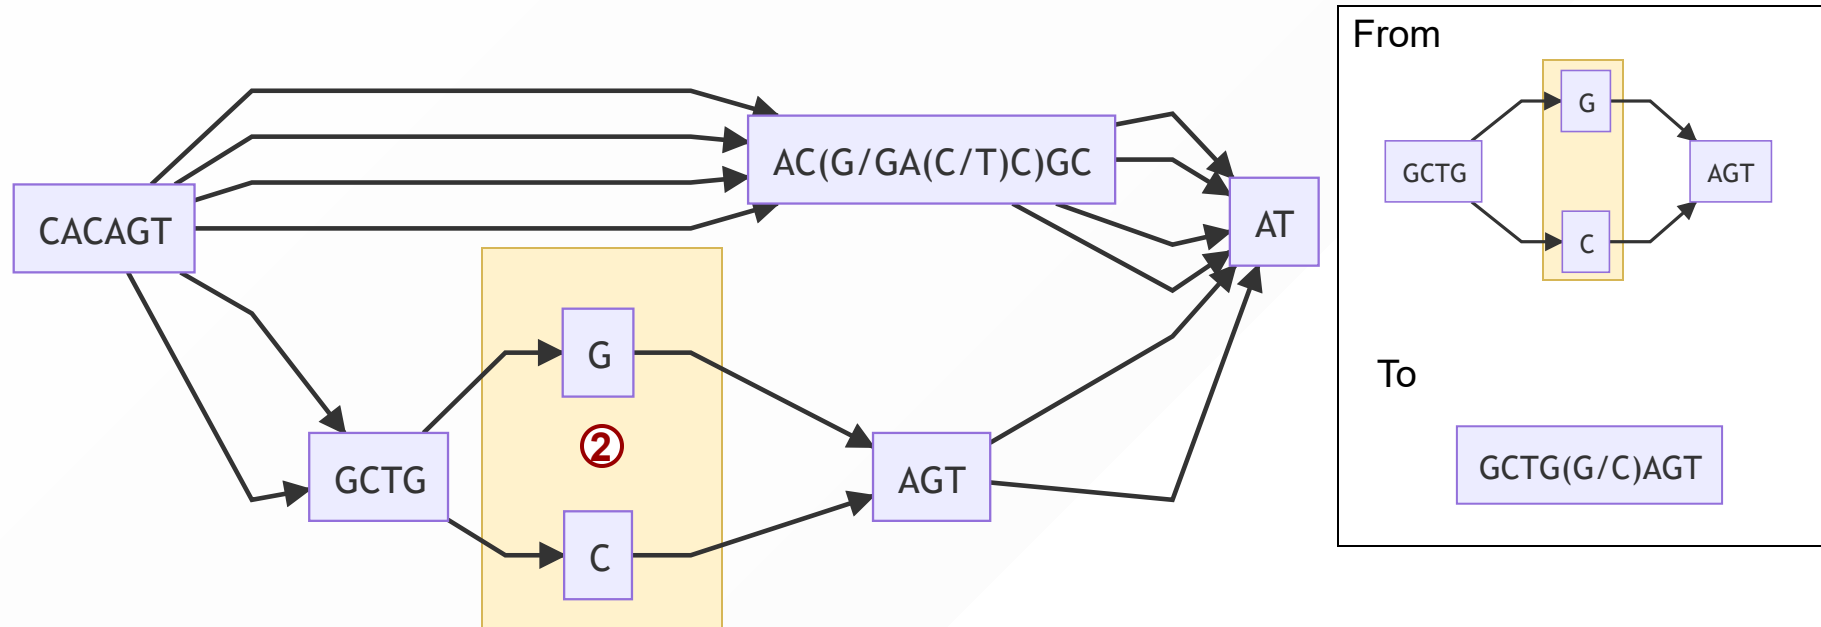 CACAGT
AC(G/GA(C/T)C)GC
AT
G
②
GCTG
AGT
C
From
G
GCTG
AGT
C
To
GCTG(G/C)AGT